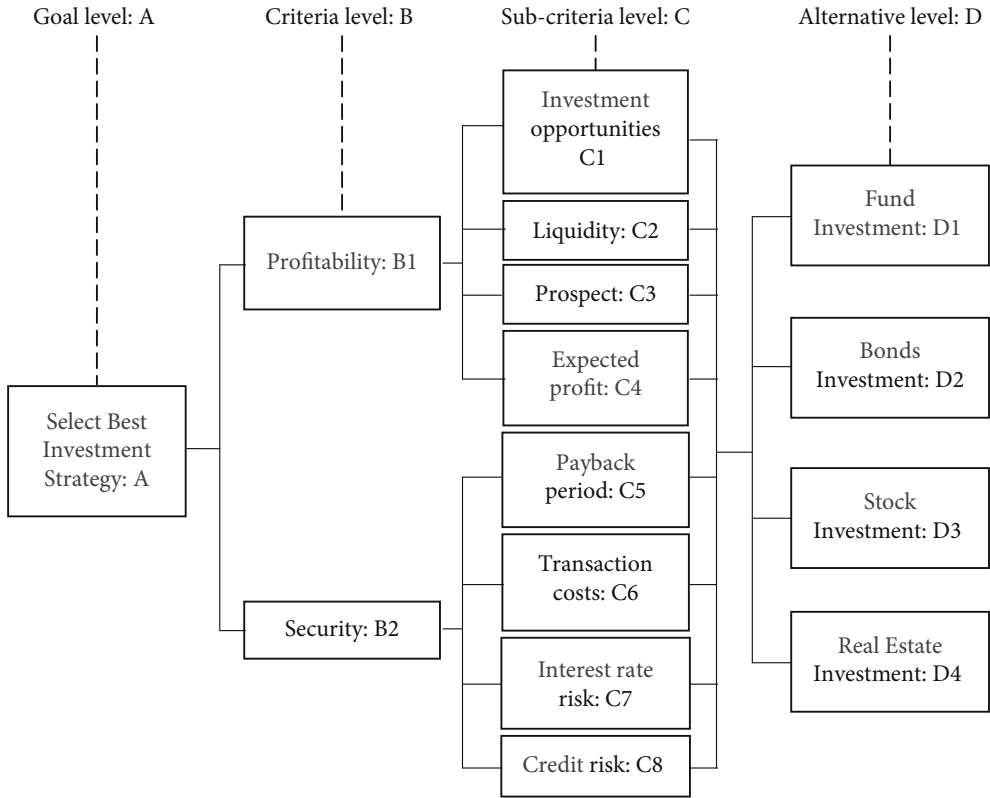 Goal level: A
Criteria level: B
Sub-criteria level: C
Alternative level: D
Select Best
Investment
Strategy: A
Profitability: B1
Security: B2
Investment
opportunities
C1
Liquidity: C2
Prospect: C3
Expected
profit: C4
Payback
period: C5
Transaction
costs: C6
Interest rate
risk: C7
Credit risk: C8
Fund
Investment: D1
Bonds
Investment: D2
Stock
Investment: D3
Real Estate
Investment: D4